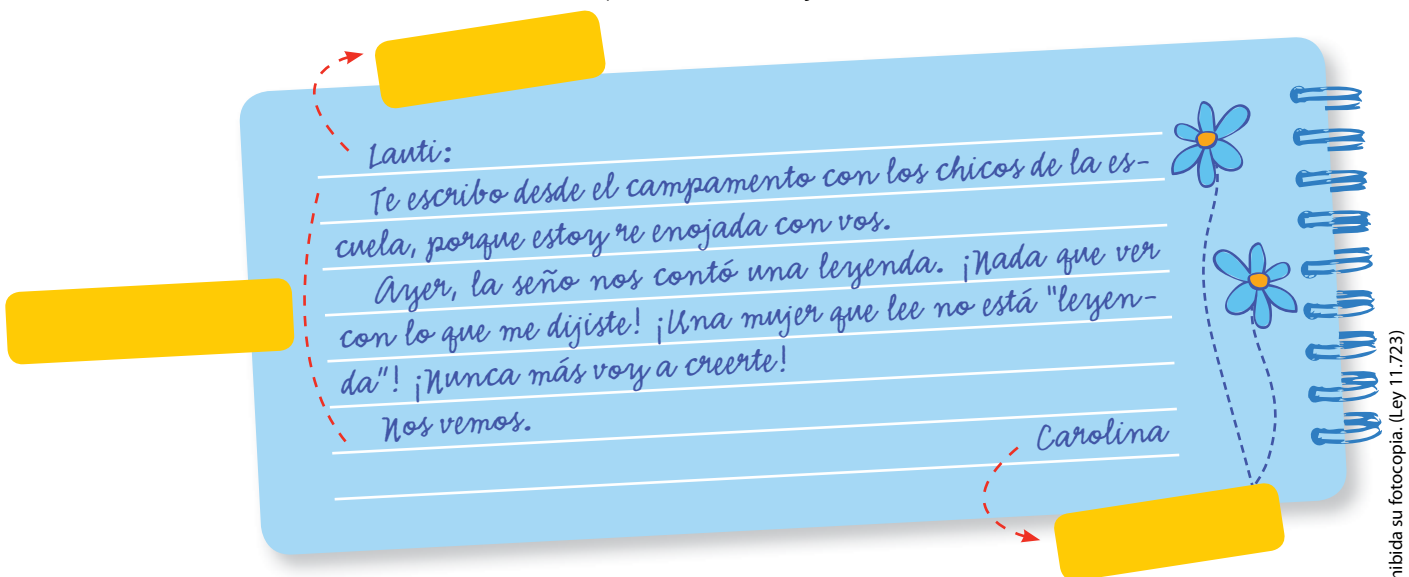 Lauti:
Te escribo desde el campamento con los chicos de la es-
cuela, porque estoy re enojada con vos.
Ayer, la seño nos contó una leyenda. ¡Nada que ver
con lo que me dijiste! ¡Una mujer que lee no está "leyen-
da"! ¡Nunca más voy a creerte!
Nos vemos.
Carolina
su fotocopia. (Ley 11.723)